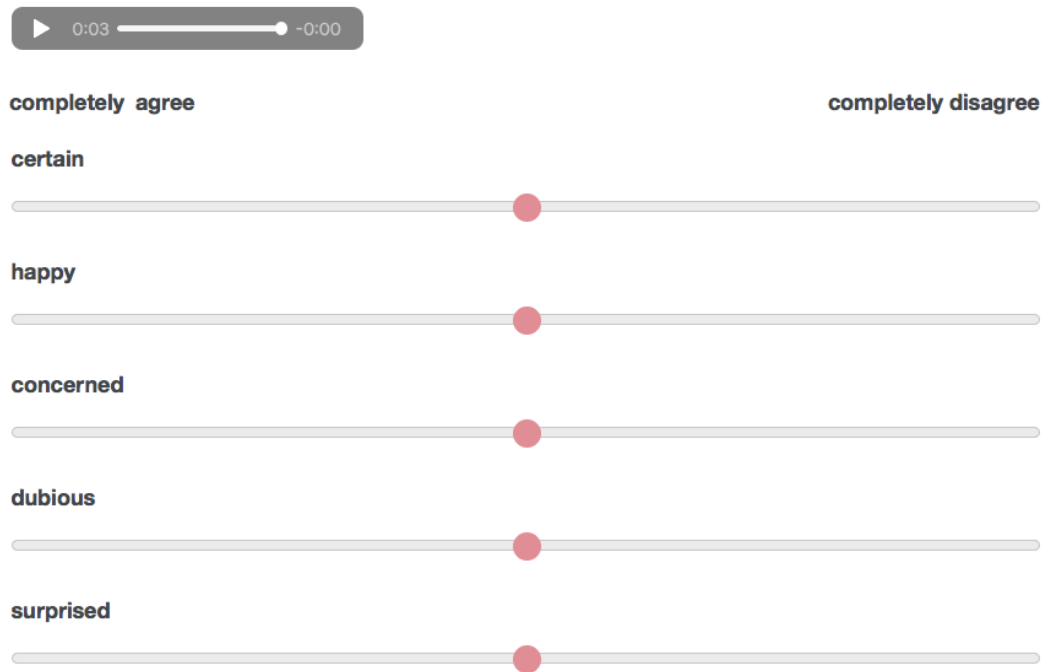 0:03 -0:00
completely agree completely disagree
certain
happy
concerned
dubious
surprised